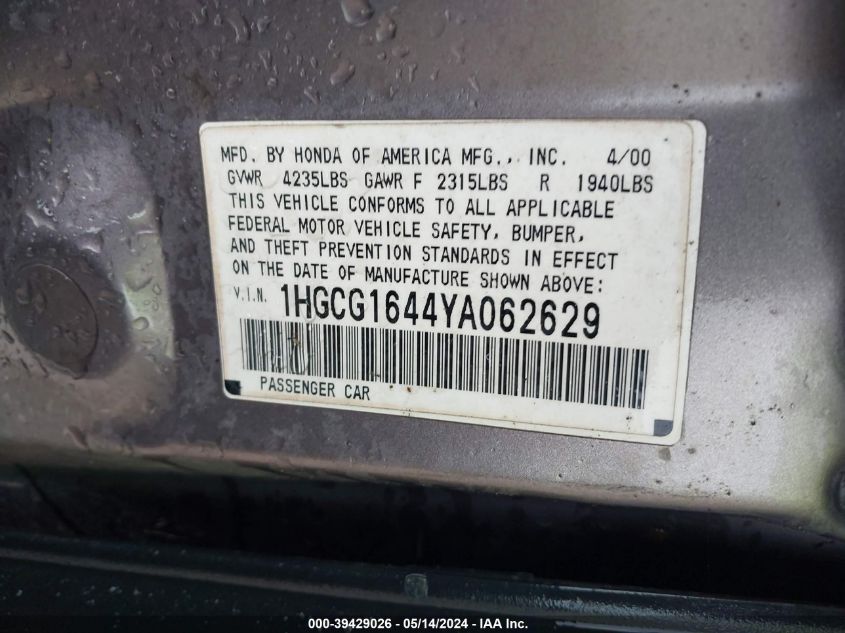 MFD. BY HONDA OF AMERICA MFG., INC. 4/00
GVWR 4235LBS GAWR F 2315LBS R 1940LBS
THIS VEHICLE CONFORMS TO ALL APPLICABLE
FEDERAL MOTOR VEHICLE SAFETY, BUMPER,
AND THEFT PREVENTION STANDARDS IN EFFECT
ON THE DATE OF MANUFACTURE SHOWN ABOVE:
V.I.N. 1HGCG1644YA062629
PASSENGER CAR
000-39429026 - 05/14/2024 - IAA Inc.